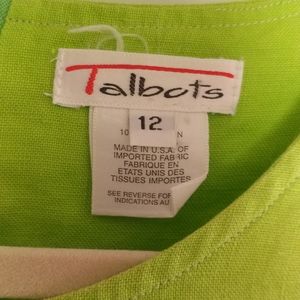 Talbots
12
10
MADE IN U.S.A. OF
IMPORTED FABRIC
FABRIQUE EN
ETATS UNIS DES
TISSUES IMPORTES
SEE REVERSE FOR
INDICATIONS AU